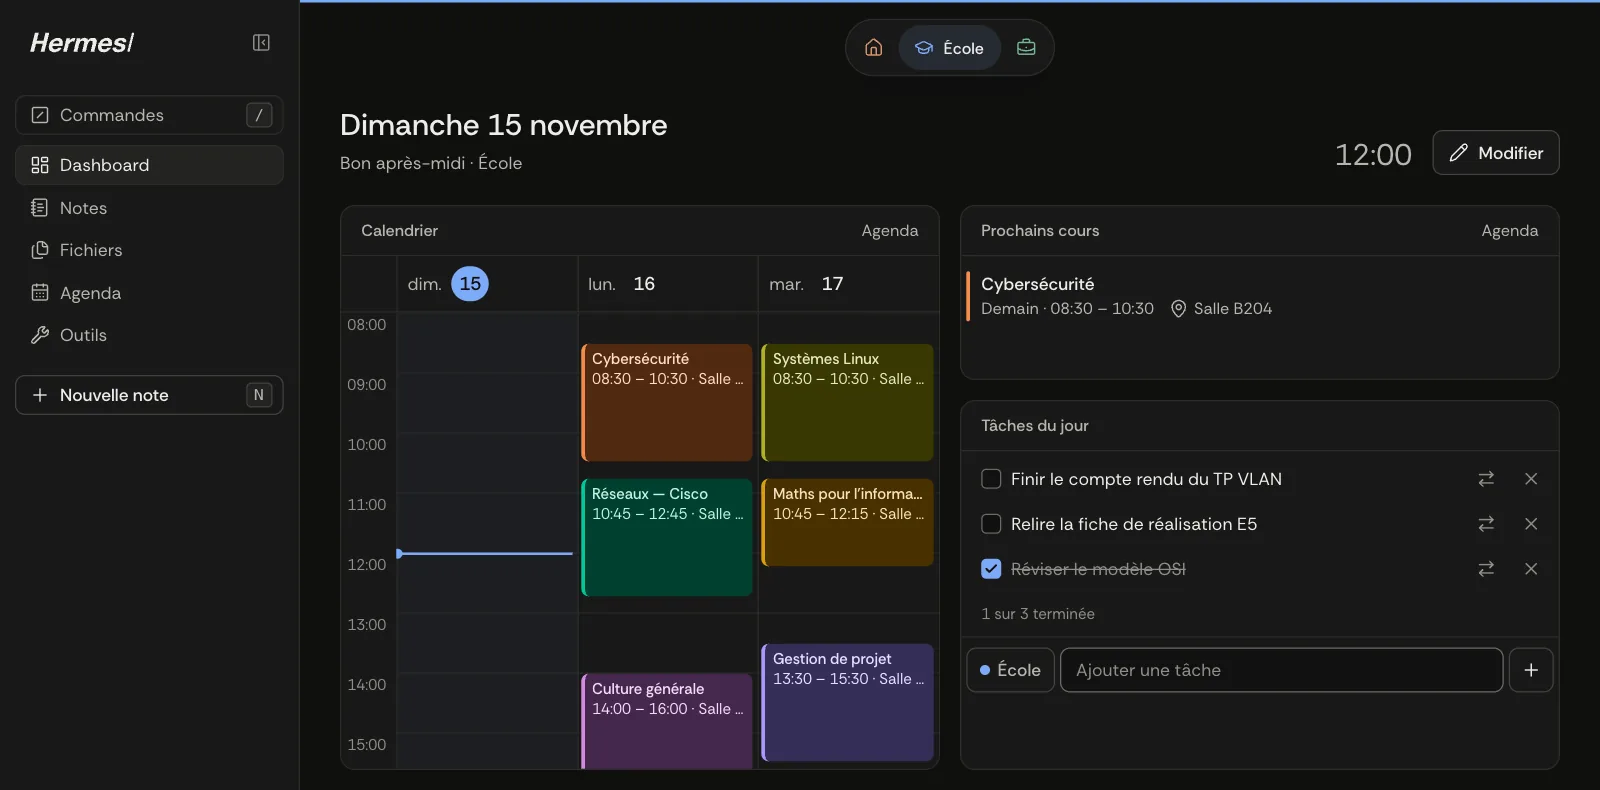 Hermes/
Commandes /
Dashboard
Notes
Fichiers
Agenda
Outils
Nouvelle note N
École
Dimanche 15 novembre
Bon après-midi · École
12:00
Modifier
Calendrier Agenda
dim. 15 lun. 16 mar. 17
08:00
09:00
10:00
11:00
12:00
13:00
14:00
15:00
Cybersécurité
08:30 – 10:30 · Salle ...
Réseaux — Cisco
10:45 – 12:45 · Salle ...
Culture générale
14:00 – 16:00 · Salle ...
Systèmes Linux
08:30 – 10:30 · Salle ...
Maths pour l'informa...
10:45 – 12:15 · Salle ...
Gestion de projet
13:30 – 15:30 · Salle ...
Prochains cours Agenda
Cybersécurité
Demain · 08:30 – 10:30 Salle B204
Tâches du jour
Finir le compte rendu du TP VLAN
Relire la fiche de réalisation E5
Réviser le modèle OSI
1 sur 3 terminée
École Ajouter une tâche